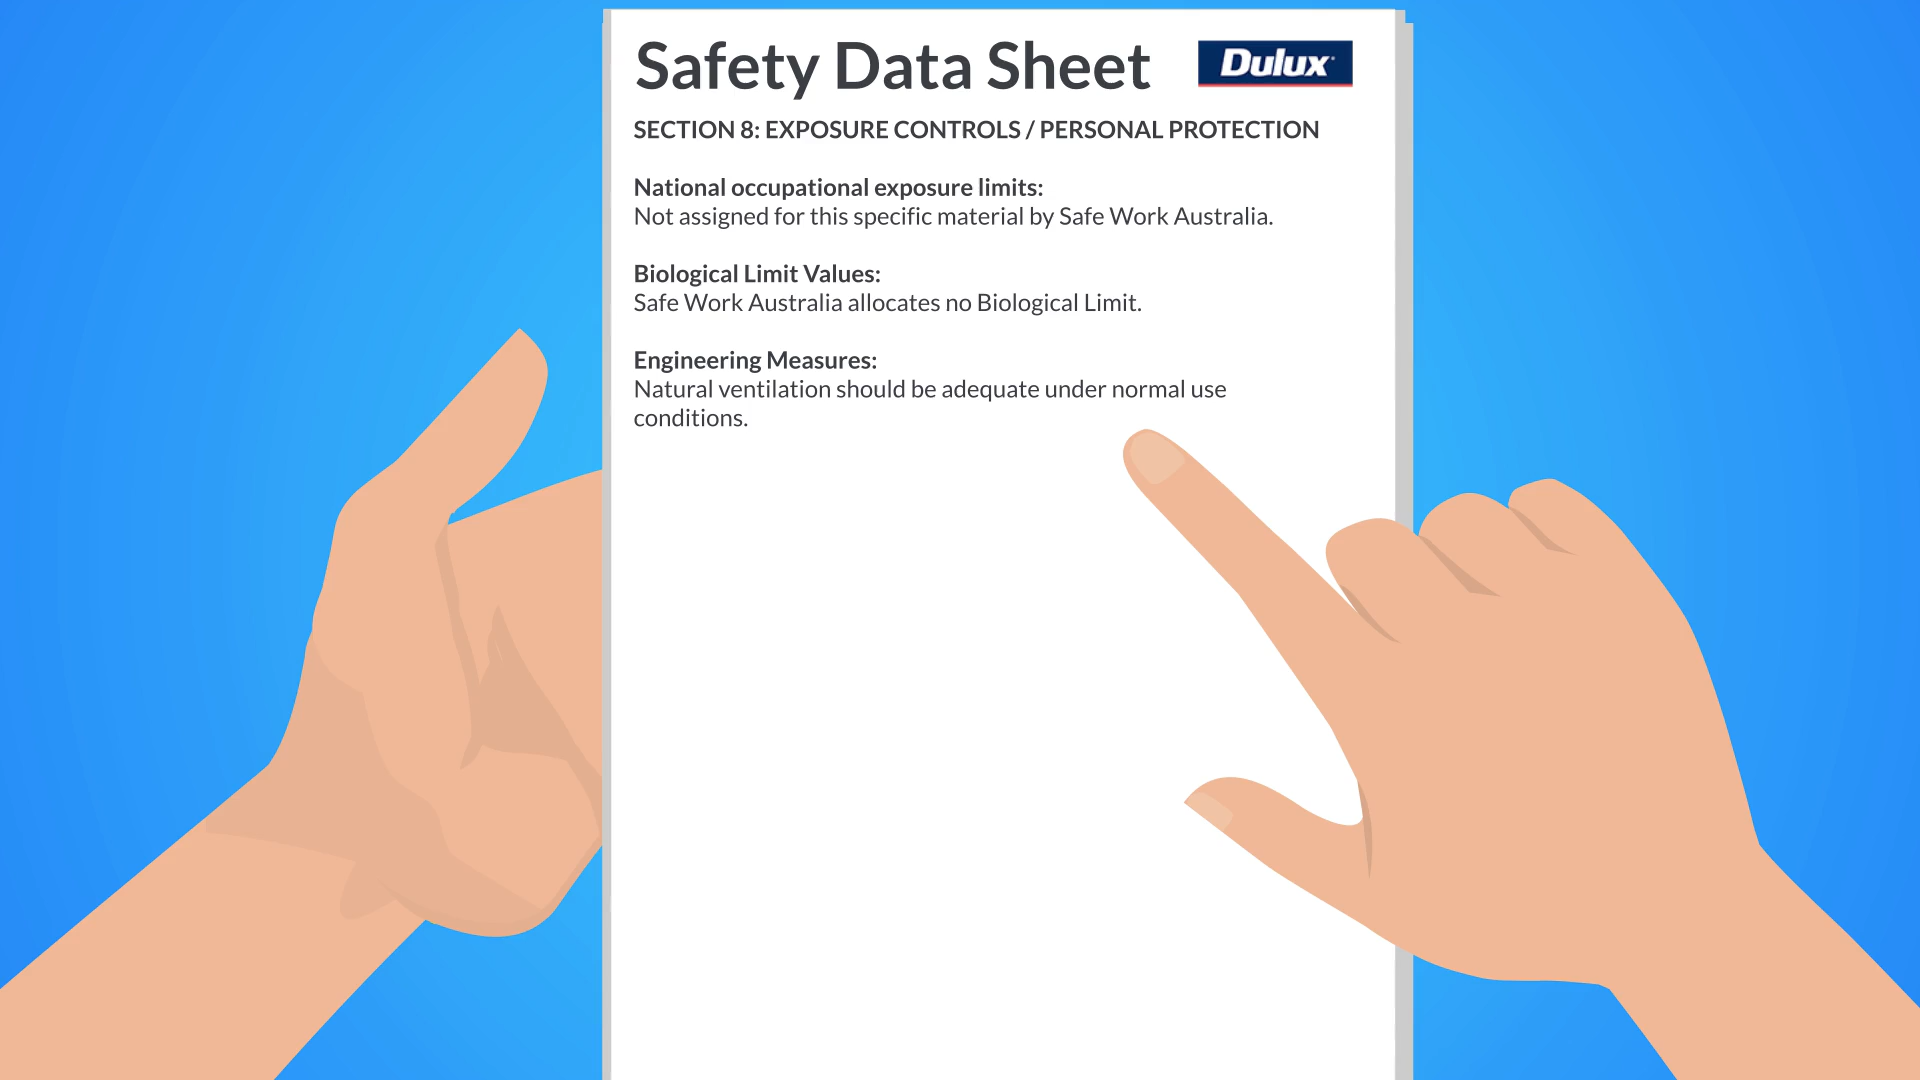 Safety Data Sheet
Dulux
SECTION 8: EXPOSURE CONTROLS / PERSONAL PROTECTION
National occupational exposure limits:
Not assigned for this specific material by Safe Work Australia.
Biological Limit Values:
Safe Work Australia allocates no Biological Limit.
Engineering Measures:
Natural ventilation should be adequate under normal use
conditions.